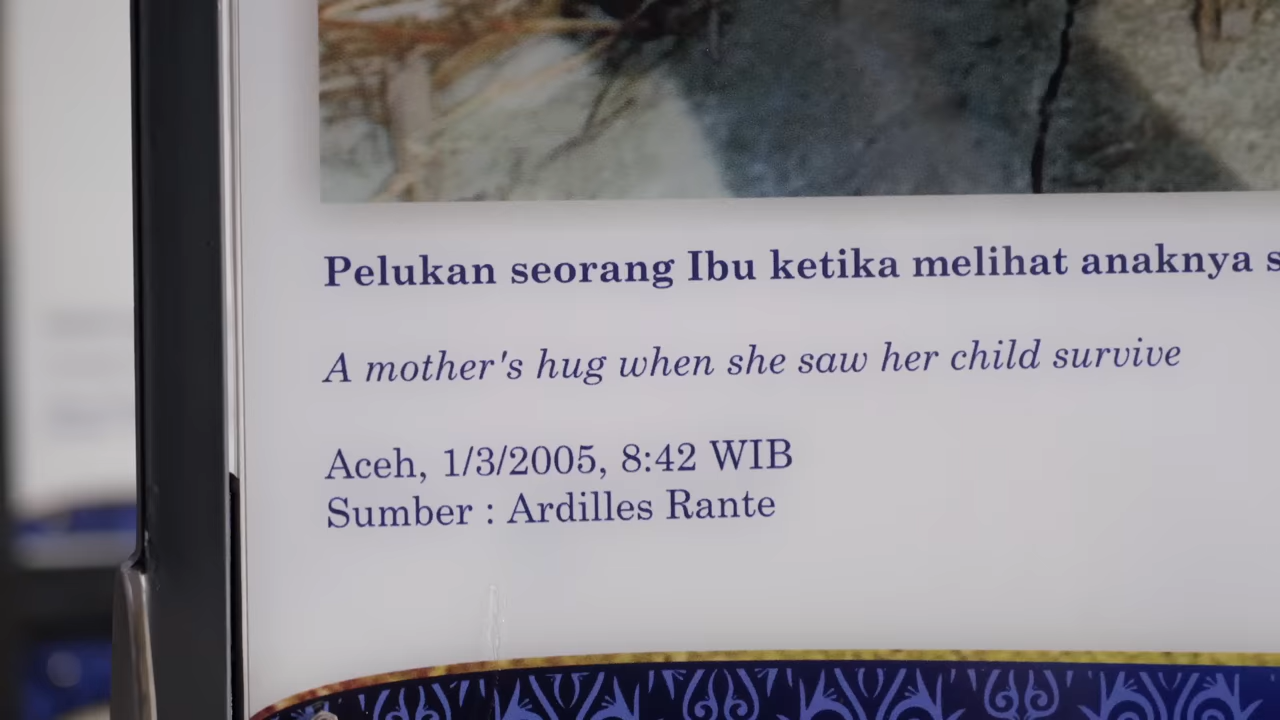 Pelukan seorang Ibu ketika melihat anaknya
A mother's hug when she saw her child survive
Aceh, 1/3/2005, 8:42 WIB
Sumber : Ardilles Rante